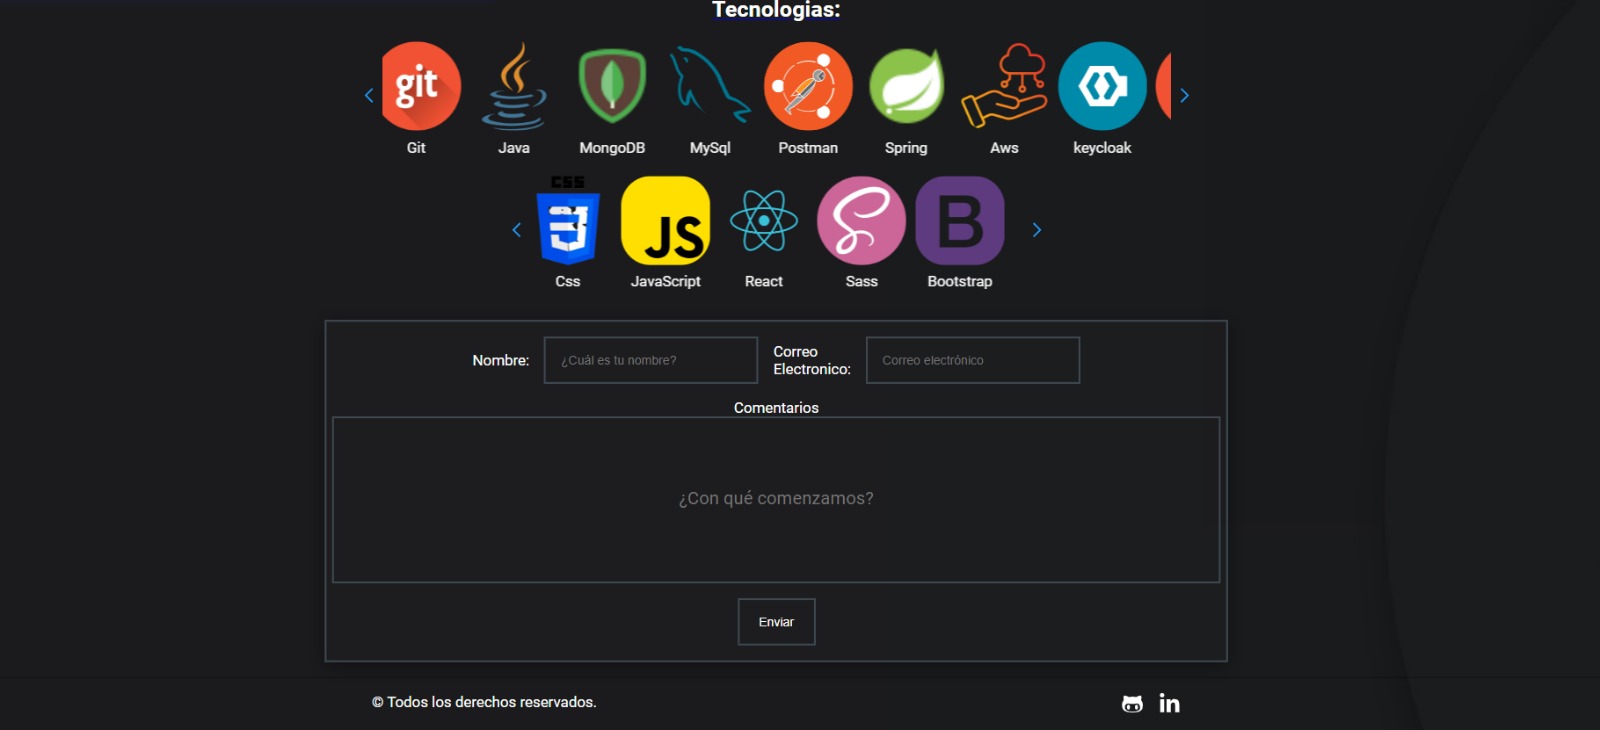 Tecnologias:
git
Git
Java
MongoDB
MySql
Postman
Spring
Aws
keycloak
CSS
3
JS
S
B
Css
JavaScript
React
Sass
Bootstrap
Nombre:
¿Cuál es tu nombre?
Correo
Electronico:
Correo electrónico
Comentarios
¿Con qué comenzamos?
Enviar
© Todos los derechos reservados.
in